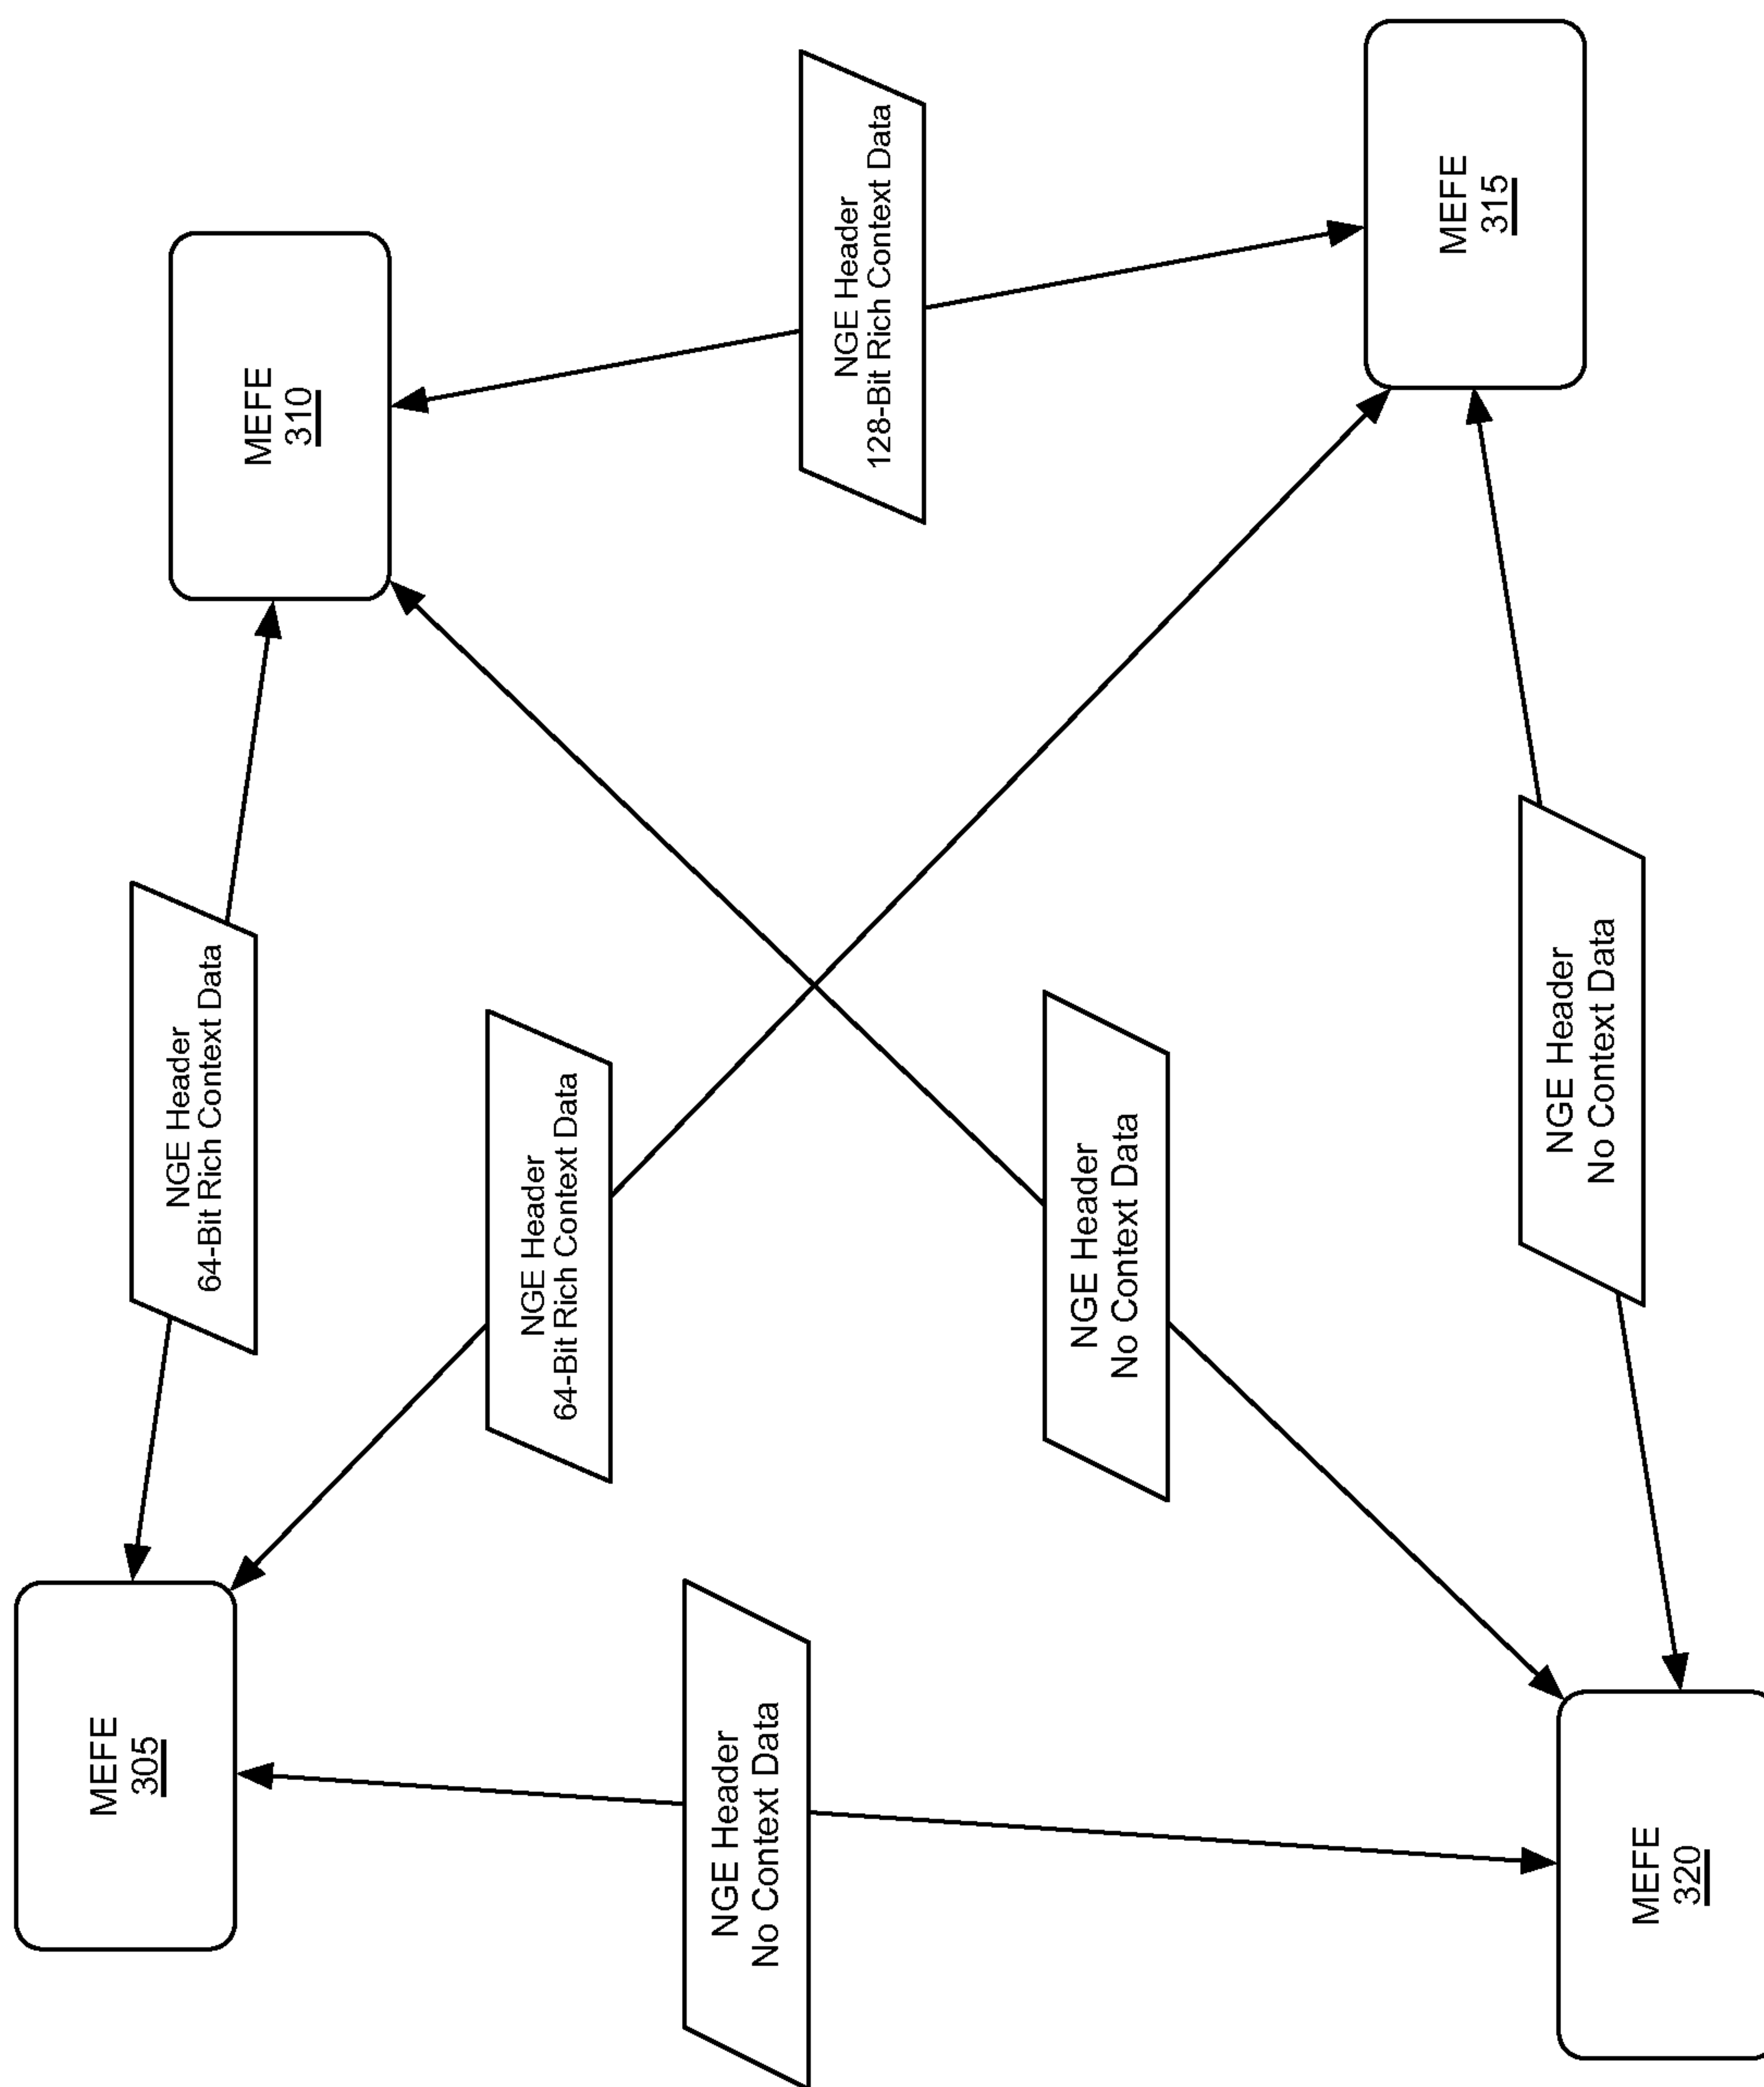 MEFE
305
NGE Header
64-Bit Rich Context Data
MEFE
310
NGE Header
64-Bit Rich Context Data
NGE Header
No Context Data
NGE Header
128-Bit Rich Context Data
NGE Header
No Context Data
MEFE
315
NGE Header
No Context Data
MEFE
320